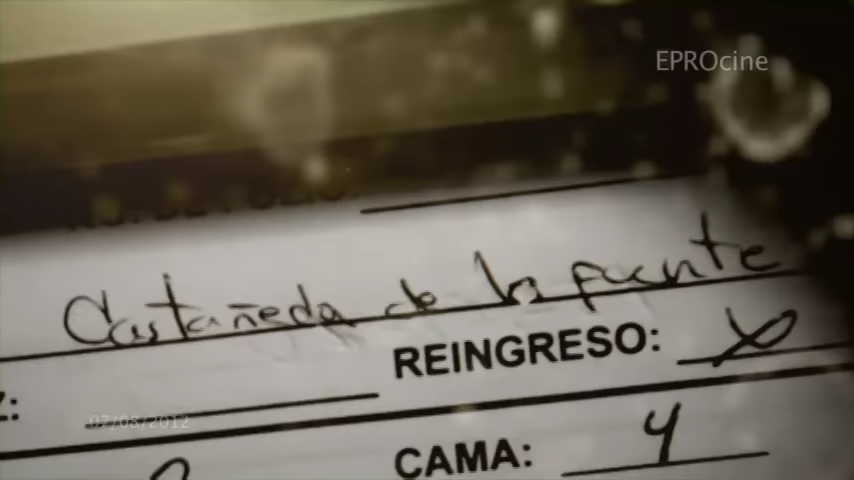 EPROcine
Castañeda de la fuente
REINGRESO: X
07/08/2012
CAMA: 4